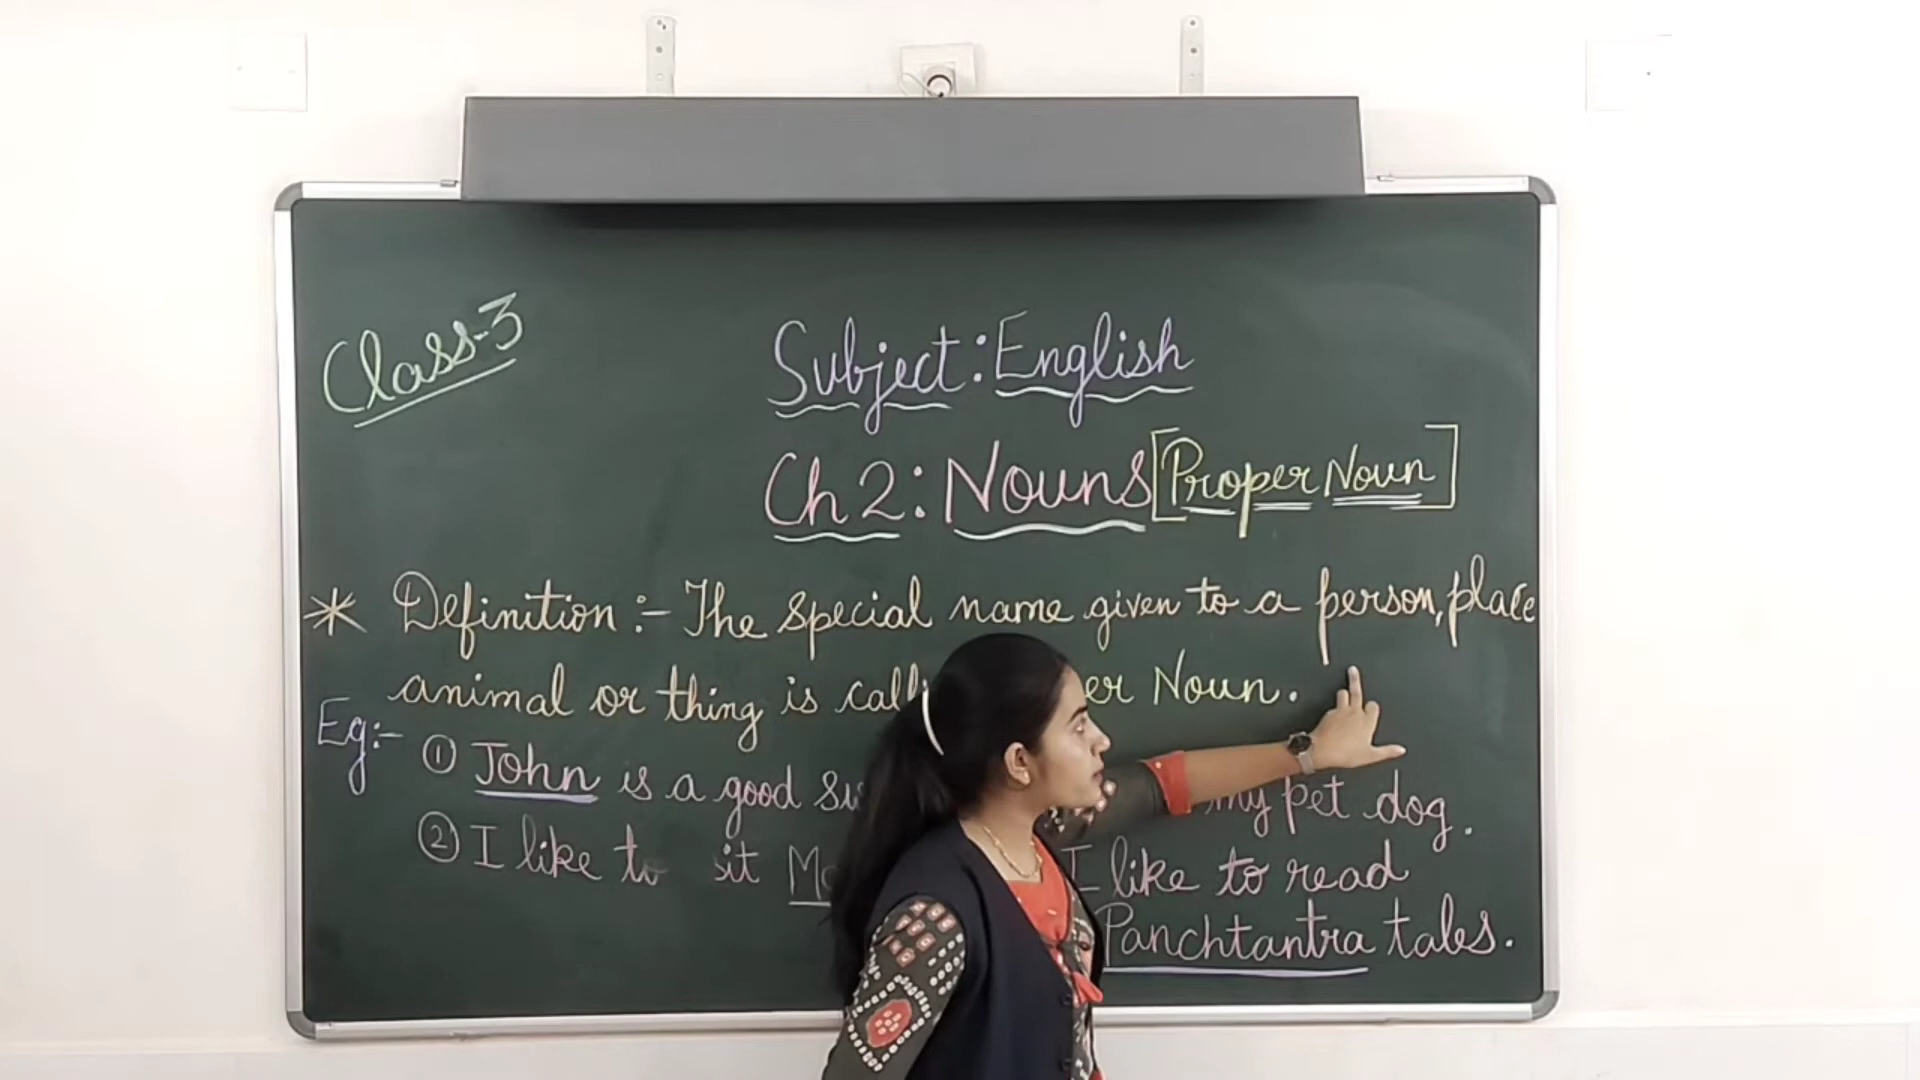 Class-3
Subject: English
Ch 2: Nouns [Proper Noun]
* Definition :- The special name given to a person, place
animal or thing is Noun.
Eg:-
① John is a good my pet dog.
② I like to sit I like to read
Panchtantra tales.